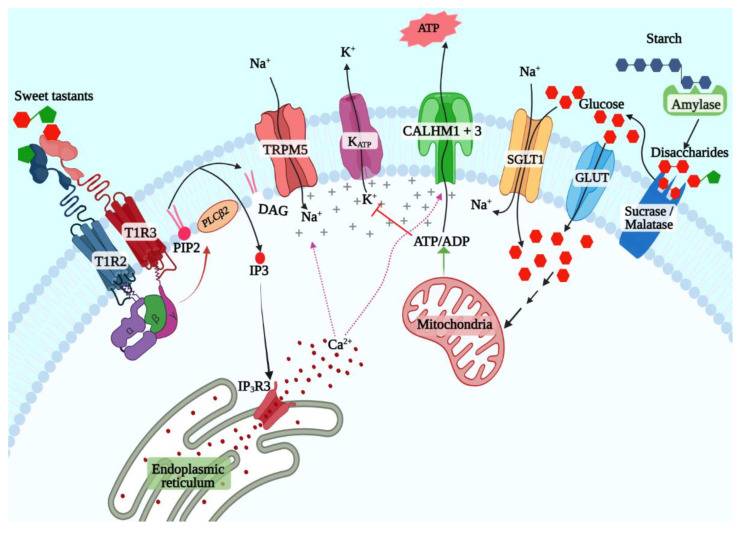 ATP
Starch
K⁺
Na⁺
Na⁺
Sweet tastants
Glucose
Amylase
CALHM1 + 3
K_ATP
TRPM5
SGLT1
Disaccharides
GLUT
PLCβ2
DAG
Na⁺
K⁺
Na⁺
Sucrase /
Malatase
T1R3
PIP2
T1R2
ATP/ADP
IP3
α
β
γ
Mitochondria
Ca²⁺
IP₃R3
Endoplasmic
reticulum